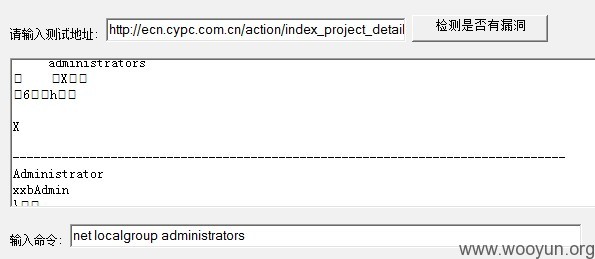 请输入测试地址: http://ecn.cypc.com.cn/action/index_project_detail 检测是否有漏洞
administrators
X
6 h
X
-------------------------------------------------------------------------------
Administrator
xxbAdmin
输入命令: net localgroup administrators
www.wooyun.org